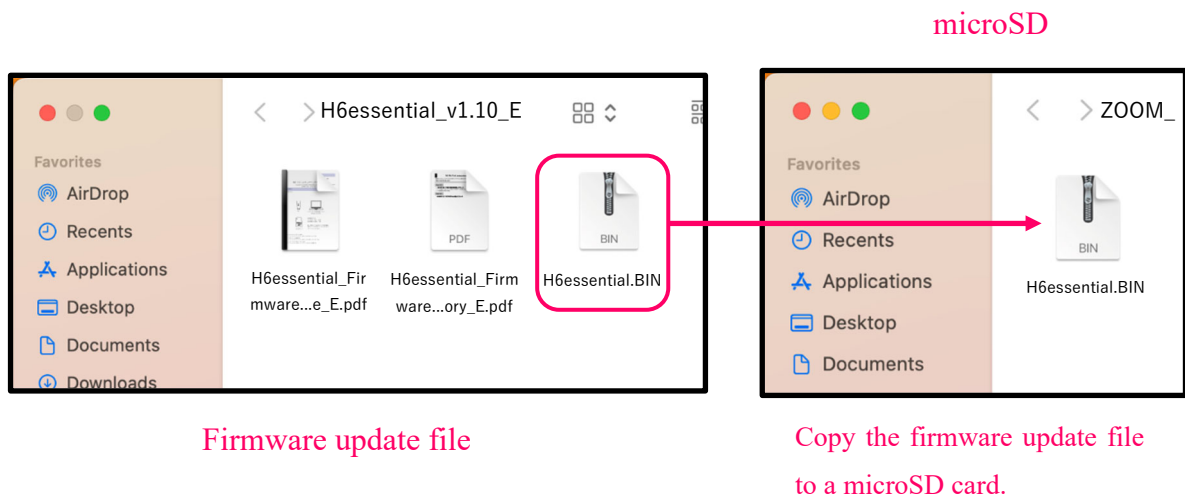 microSD
H6essential_v1.10_E
Favorites
AirDrop
Recents
Applications
Desktop
Documents
Downloads
PDF
BIN
H6essential_Fir
mware...e_E.pdf
H6essential_Firm
ware...ory_E.pdf
H6essential.BIN
Firmware update file
ZOOM_
Favorites
AirDrop
Recents
Applications
Desktop
Documents
BIN
H6essential.BIN
Copy the firmware update file
to a microSD card.